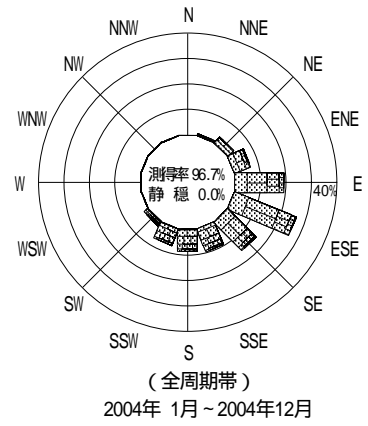 N
NNW NNE
NW NE
WNW ENE
測得率 96.7%
静 穏 0.0%
W 40% E
WSW ESE
SW SE
SSW SSE
S
(全周期帯)
2004年 1月~2004年12月